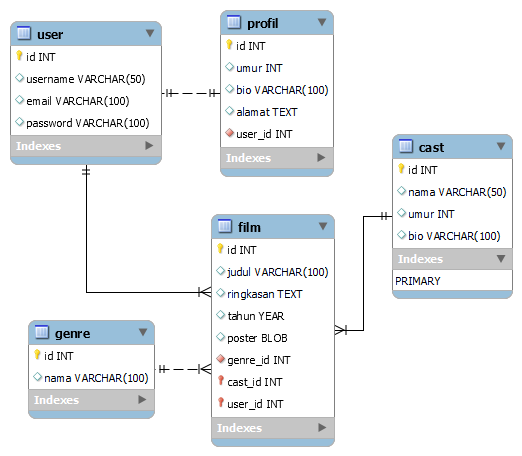 user
id INT
username VARCHAR(50)
email VARCHAR(100)
password VARCHAR(100)
Indexes
profil
id INT
umur INT
bio VARCHAR(100)
alamat TEXT
user_id INT
Indexes
cast
id INT
nama VARCHAR(50)
umur INT
bio VARCHAR(100)
Indexes
PRIMARY
film
id INT
judul VARCHAR(100)
ringkasan TEXT
tahun YEAR
poster BLOB
genre_id INT
cast_id INT
user_id INT
Indexes
genre
id INT
nama VARCHAR(100)
Indexes